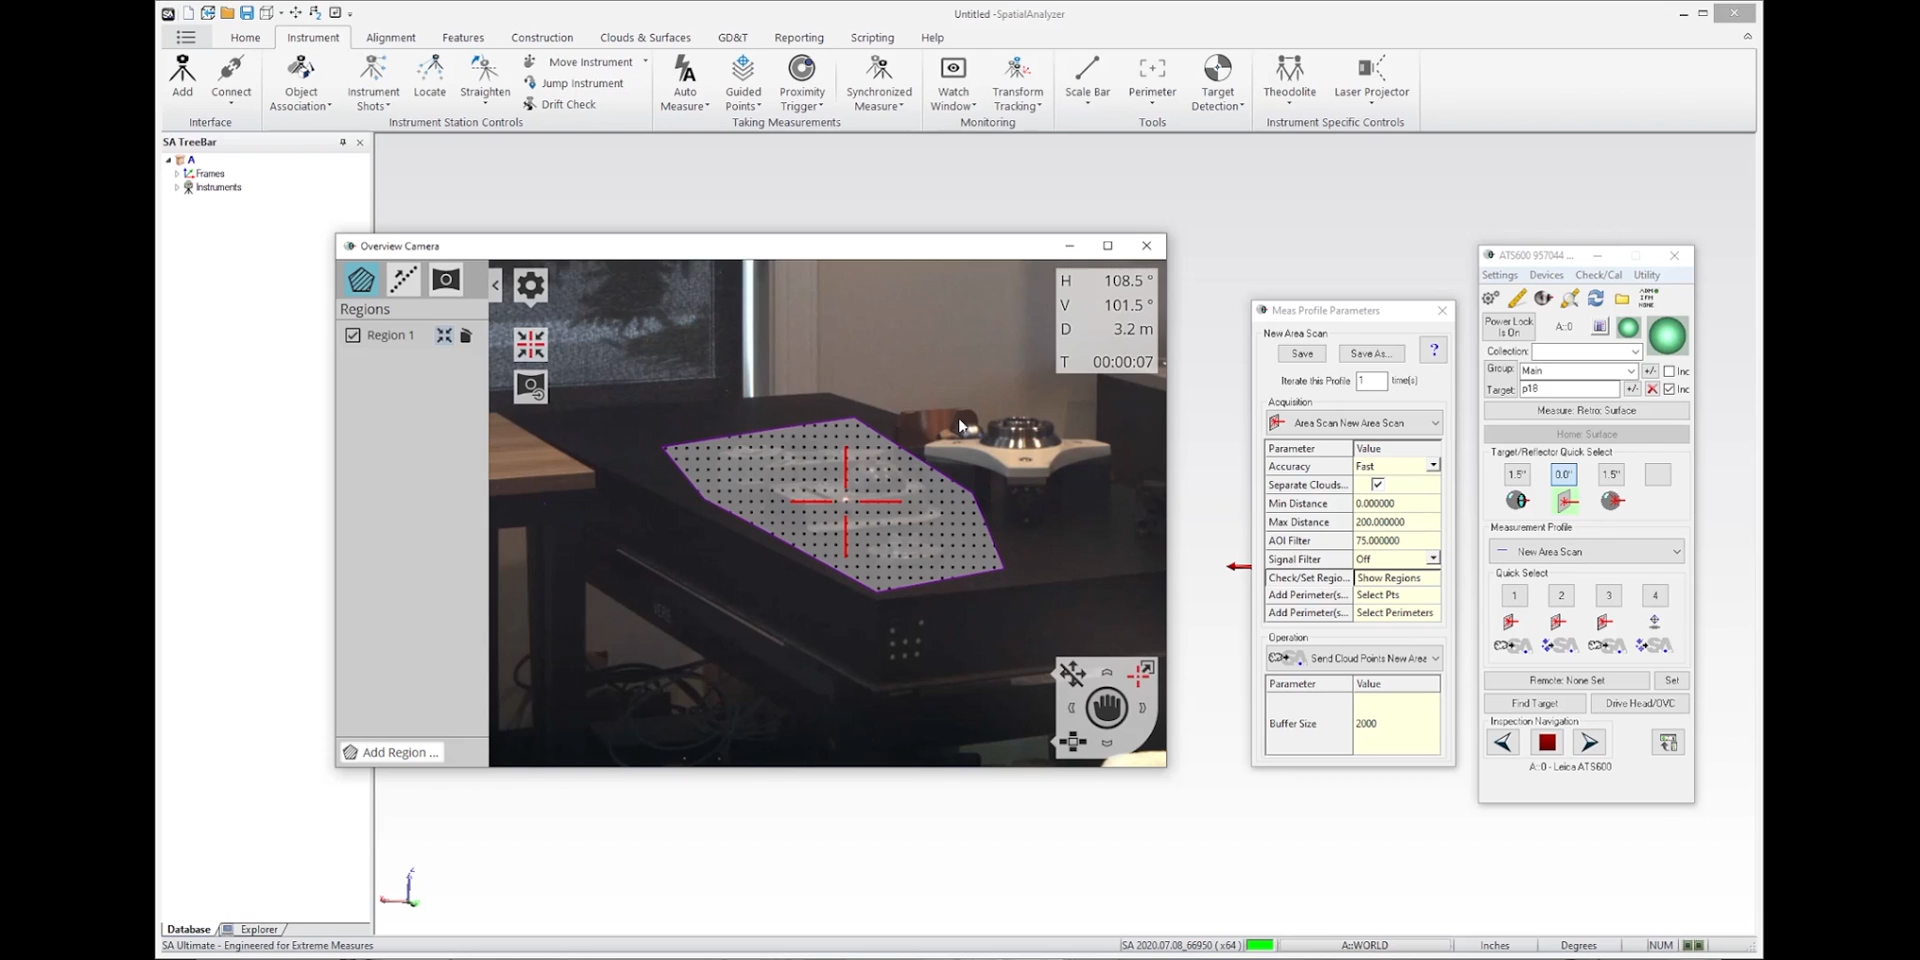 Untitled -SpatialAnalyzer
Home Instrument Alignment Features Construction Clouds & Surfaces GD&T Reporting Scripting Help
Add
Connect
Object Association
Instrument Shots
Locate
Straighten
Move Instrument
Jump Instrument
Drift Check
Auto Measure
Guided Points
Proximity Trigger
Synchronized Measure
Watch Window
Transform Tracking
Scale Bar
Perimeter
Target Detection
Theodolite
Laser Projector
Interface
Instrument Station Controls
Taking Measurements
Monitoring
Tools
Instrument Specific Controls
SA TreeBar
A
Frames
Instruments
Overview Camera
Regions
Region 1
Add Region ...
H 108.5 °
V 101.5 °
D 3.2 m
T 00:00:07
Meas Profile Parameters
New Area Scan
Save Save As... ?
Iterate this Profile 1 time(s)
Acquisition
Area Scan New Area Scan
Parameter Value
Accuracy Fast
Separate Clouds...
Min Distance 0.000000
Max Distance 200.000000
AOI Filter 75.000000
Signal Filter Off
Check/Set Regio... Show Regions
Add Perimeter(s... Select Pts
Add Perimeter(s... Select Perimeters
Operation
Send Cloud Points New Area
Parameter Value
Buffer Size 2000
ATS600 957044 ...
Settings Devices Check/Cal Utility
ADM
IFM
NONE
Power Lock Is On
A::0
Collection:
Group: Main +/- Inc
Target: p18 +/- Inc
Measure: Retro: Surface
Home: Surface
Target/Reflector Quick Select
1.5" 0.0" 1.5"
Measurement Profile
New Area Scan
Quick Select
1 2 3 4
Remote: None Set Set
Find Target Drive Head/OVC
Inspection Navigation
A::0 - Leica ATS600
Database Explorer
SA Ultimate - Engineered for Extreme Measures
SA 2020.07.08_66950 (x64)
A::WORLD
Inches
Degrees
NUM